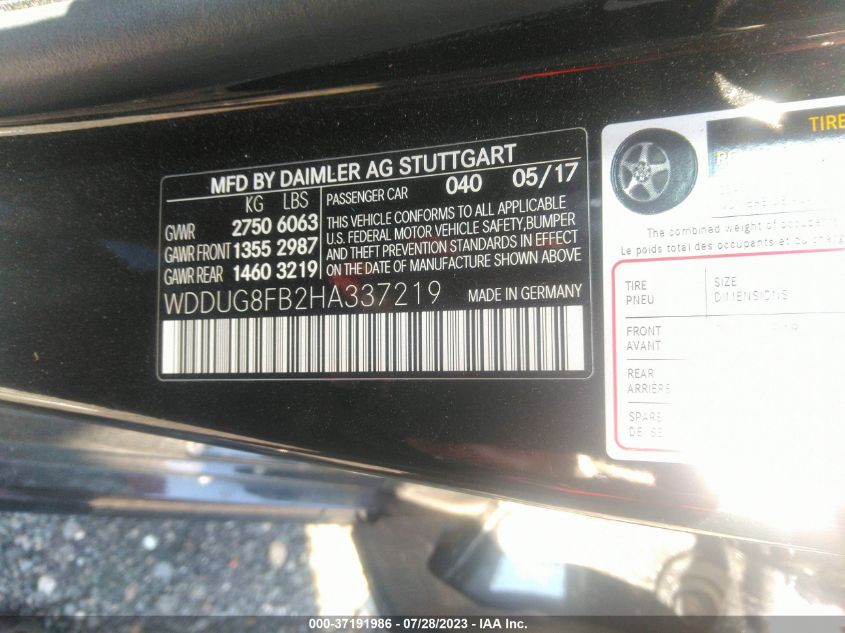 MFD BY DAIMLER AG STUTTGART
KG LBS
GVWR 2750 6063
GAWR FRONT 1355 2987
GAWR REAR 1460 3219
PASSENGER CAR 040 05/17
THIS VEHICLE CONFORMS TO ALL APPLICABLE
U.S. FEDERAL MOTOR VEHICLE SAFETY,BUMPER
AND THEFT PREVENTION STANDARDS IN EFFECT
ON THE DATE OF MANUFACTURE SHOWN ABOVE
WDDUG8FB2HA337219 MADE IN GERMANY
TIRE
The combined weight of
Le poids total des occupants et du
TIRE SIZE
PNEU DIMENSIONS
FRONT
AVANT
REAR
ARRIÈRE
SPARE
000-37191986 - 07/28/2023 - IAA Inc.